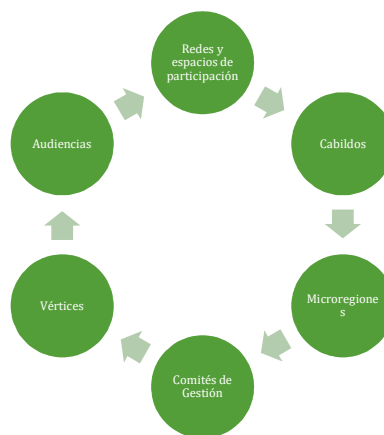 Redes y
espacios de
participación
Cabildos
Microregione
s
Comités de
Gestión
Vértices
Audiencias